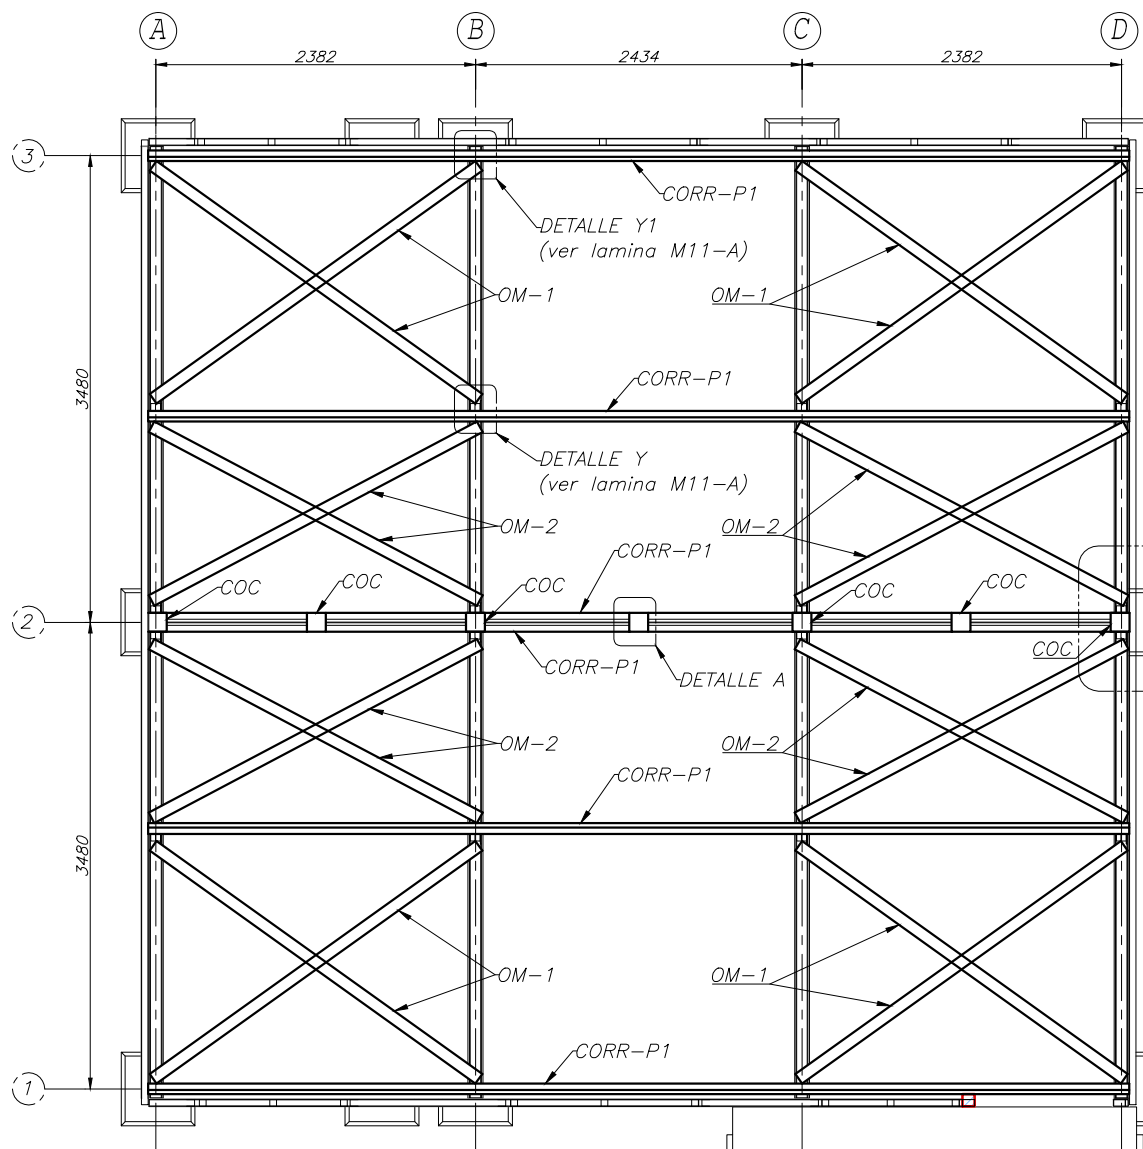 A B C D
2382 2434 2382
3
CORR-P1
DETALLE Y1
(ver lamina M11-A)
OM-1 OM-1
3480
CORR-P1
DETALLE Y
(ver lamina M11-A)
OM-2 OM-2
CORR-P1
COC COC COC COC COC
2
COC
CORR-P1
DETALLE A
OM-2 OM-2
CORR-P1
3480
OM-1 OM-1
CORR-P1
1